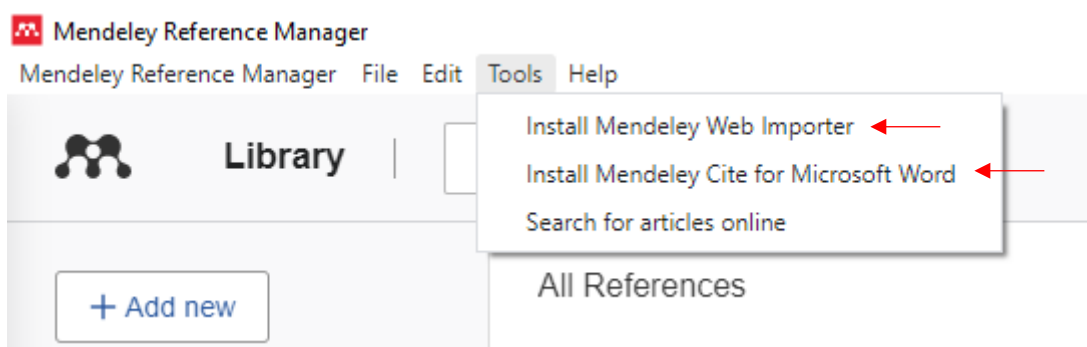 Mendeley Reference Manager
Mendeley Reference Manager File Edit Tools Help
Install Mendeley Web Importer
Library
Install Mendeley Cite for Microsoft Word
Search for articles online
+ Add new
All References